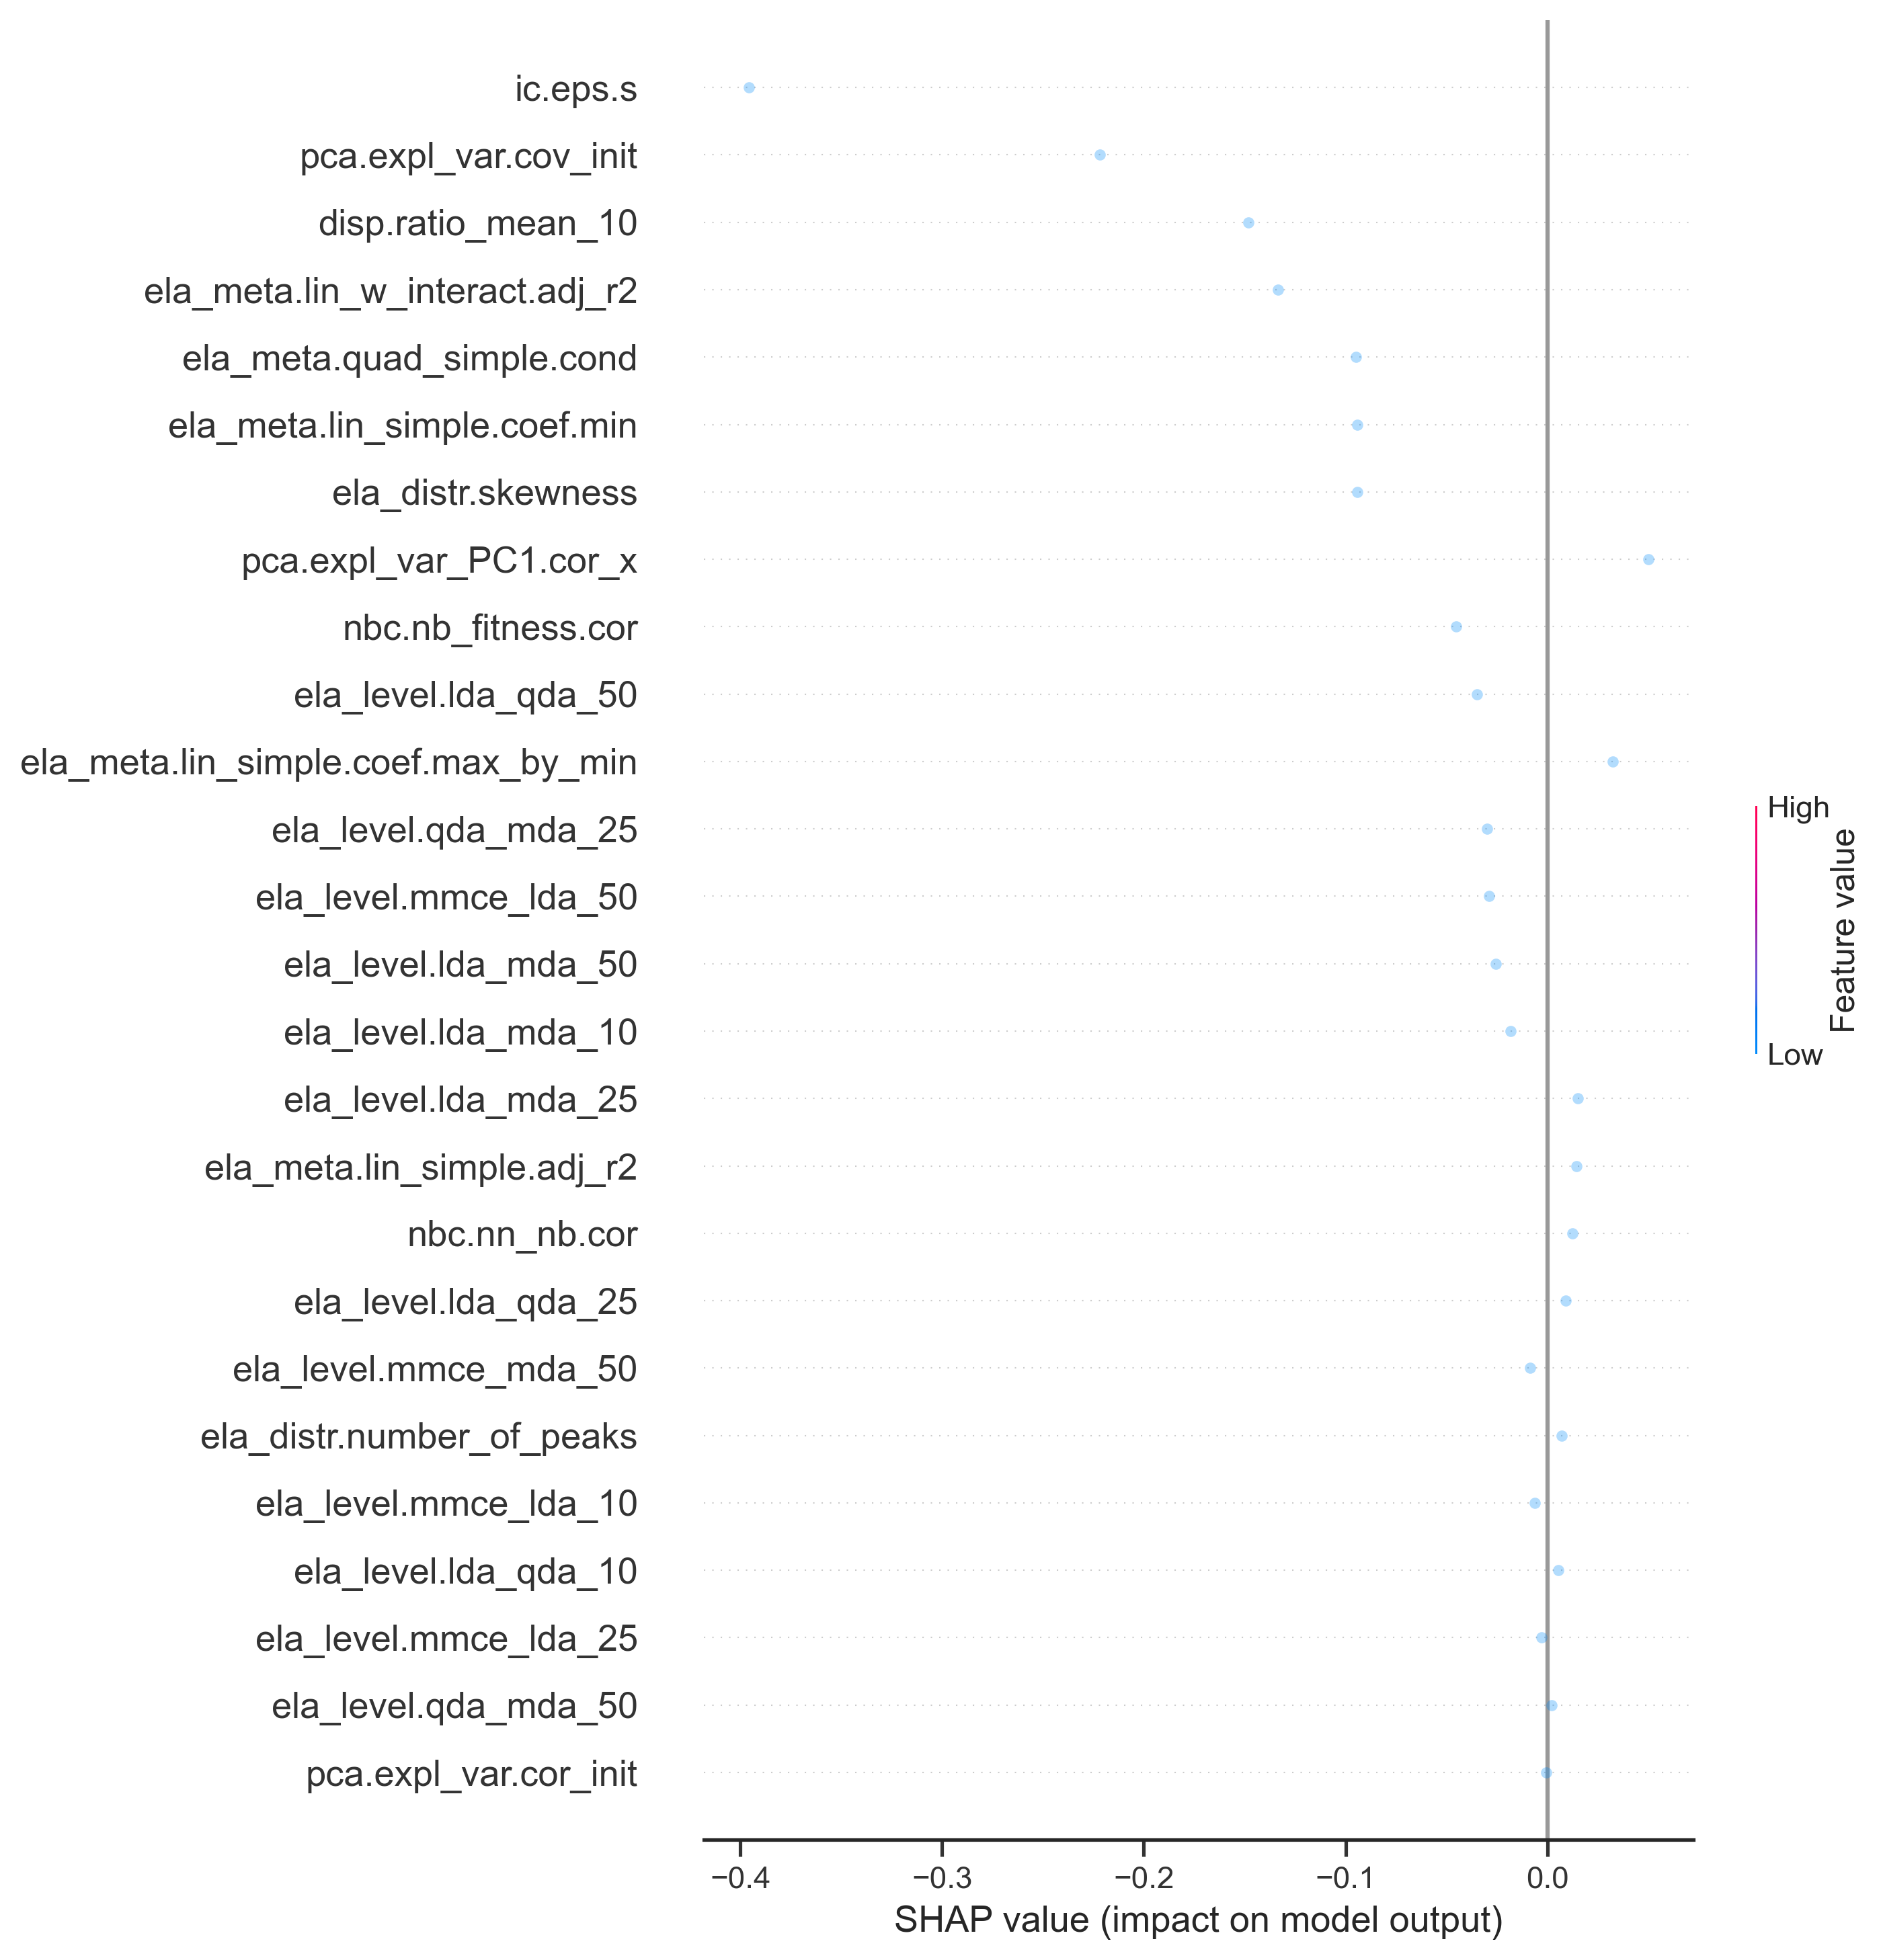 ic.eps.s
pca.expl_var.cov_init
disp.ratio_mean_10
ela_meta.lin_w_interact.adj_r2
ela_meta.quad_simple.cond
ela_meta.lin_simple.coef.min
ela_distr.skewness
pca.expl_var_PC1.cor_x
nbc.nb_fitness.cor
ela_level.lda_qda_50
ela_meta.lin_simple.coef.max_by_min
ela_level.qda_mda_25
ela_level.mmce_lda_50
ela_level.lda_mda_50
ela_level.lda_mda_10
ela_level.lda_mda_25
ela_meta.lin_simple.adj_r2
nbc.nn_nb.cor
ela_level.lda_qda_25
ela_level.mmce_mda_50
ela_distr.number_of_peaks
ela_level.mmce_lda_10
ela_level.lda_qda_10
ela_level.mmce_lda_25
ela_level.qda_mda_50
pca.expl_var.cor_init
−0.4 −0.3 −0.2 −0.1 0.0
SHAP value (impact on model output)
High
Feature value
Low